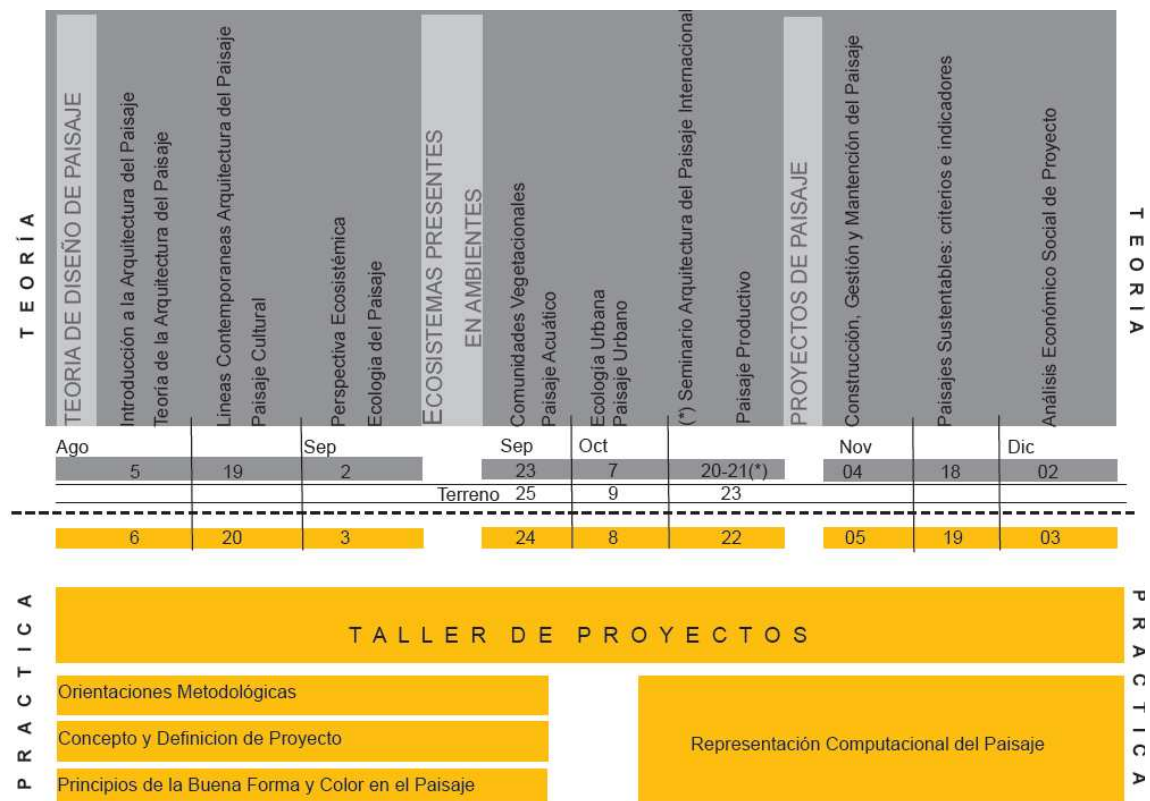 TEORÍA
TEORIA DE DISEÑO DE PAISAJE
Introducción a la Arquitectura del Paisaje
Teoría de la Arquitectura del Paisaje
Lineas Contemporaneas Arquitectura del Paisaje
Paisaje Cultural
Perspectiva Ecosistémica
Ecologia del Paisaje
ECOSISTEMAS PRESENTES
EN AMBIENTES
Comunidades Vegetacionales
Paisaje Acuático
Ecología Urbana
Paisaje Urbano
(*) Seminario Arquitectura del Paisaje Internacional
Paisaje Productivo
PROYECTOS DE PAISAJE
Construcción, Gestión y Mantención del Paisaje
Paisajes Sustentables: criterios e indicadores
Análisis Económico Social de Proyecto
TEORIA
Ago Sep Sep Oct Nov Dic
5 19 2 23 7 20-21(*) 04 18 02
Terreno 25 9 23
6 20 3 24 8 22 05 19 03
PRACTICA
TALLER DE PROYECTOS
Orientaciones Metodológicas
Concepto y Definicion de Proyecto
Principios de la Buena Forma y Color en el Paisaje
Representación Computacional del Paisaje
PRACTICA